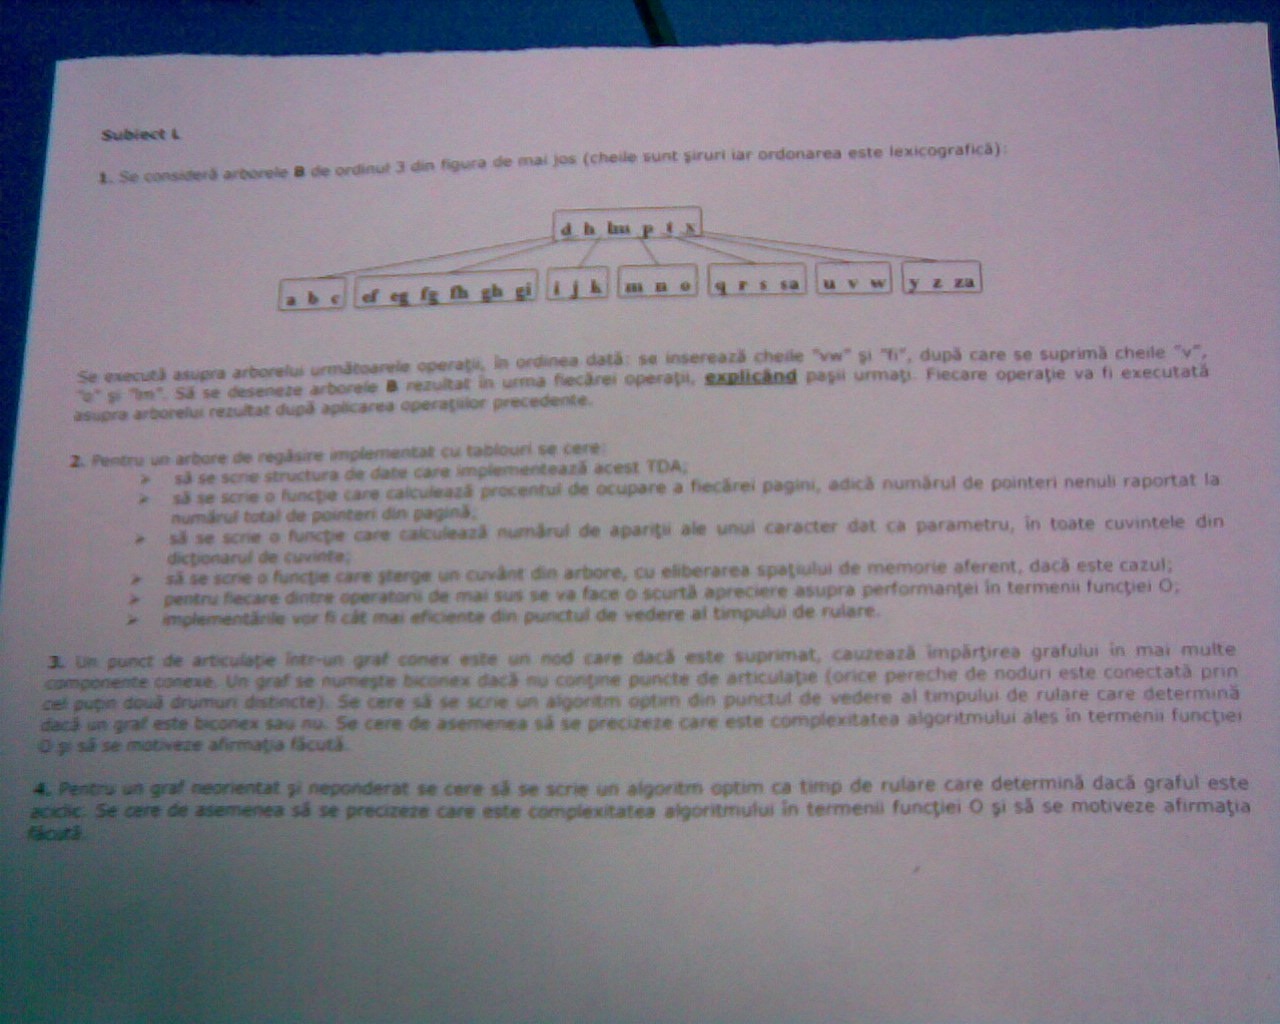 Subiect L
1. Se consideră arborele B de ordinul 3 din figura de mai jos (cheile sunt şiruri iar ordonarea este lexicografică):
d h lm p t x
a b c ef eg fg fh gh gi i j k m n o q r s sa u v w y z za
Se execută asupra arborelui următoarele operaţii, în ordinea dată: se inserează cheile "vw" şi "fi", după care se suprimă cheile "v",
"o" şi "lm". Să se deseneze arborele B rezultat în urma fiecărei operaţii, explicând paşii urmaţi. Fiecare operaţie va fi executată
asupra arborelui rezultat după aplicarea operaţiilor precedente.
2. Pentru un arbore de regăsire implementat cu tablouri se cere:
➢ să se scrie structura de date care implementează acest TDA;
➢ să se scrie o funcţie care calculează procentul de ocupare a fiecărei pagini, adică numărul de pointeri nenuli raportat la
numărul total de pointeri din pagină;
➢ să se scrie o funcţie care calculează numărul de apariţii ale unui caracter dat ca parametru, în toate cuvintele din
dicţionarul de cuvinte;
➢ să se scrie o funcţie care şterge un cuvânt din arbore, cu eliberarea spaţiului de memorie aferent, dacă este cazul;
➢ pentru fiecare dintre operatorii de mai sus se va face o scurtă apreciere asupra performanţei în termenii funcţiei O;
➢ implementările vor fi cât mai eficiente din punctul de vedere al timpului de rulare.
3. Un punct de articulaţie într-un graf conex este un nod care dacă este suprimat, cauzează împărţirea grafului în mai multe
componente conexe. Un graf se numeşte biconex dacă nu conţine puncte de articulaţie (orice pereche de noduri este conectată prin
cel puţin două drumuri distincte). Se cere să se scrie un algoritm optim din punctul de vedere al timpului de rulare care determină
dacă un graf este biconex sau nu. Se cere de asemenea să se precizeze care este complexitatea algoritmului ales în termenii funcţiei
O şi să se motiveze afirmaţia făcută.
4. Pentru un graf neorientat şi neponderat se cere să se scrie un algoritm optim ca timp de rulare care determină dacă graful este
aciclic. Se cere de asemenea să se precizeze care este complexitatea algoritmului în termenii funcţiei O şi să se motiveze afirmaţia
făcută.